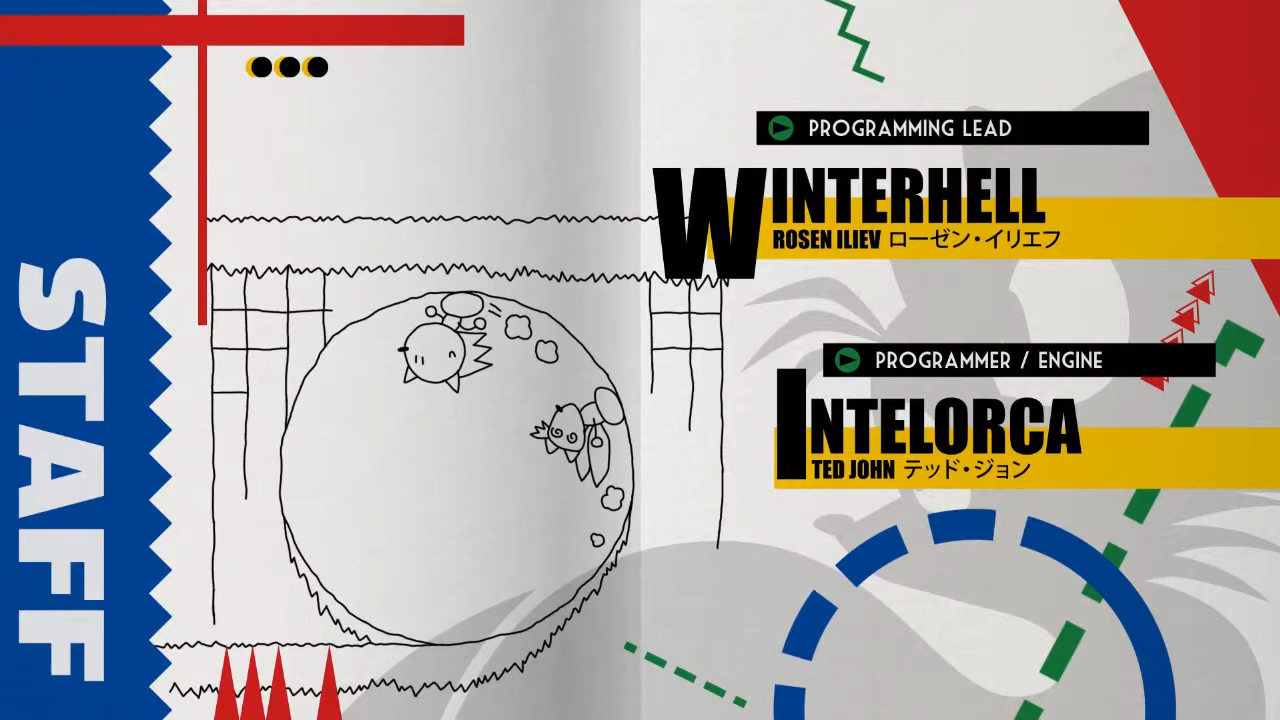 STAFF
PROGRAMMING LEAD
WINTERHELL
ROSEN ILIEV ローゼン・イリエフ
PROGRAMMER / ENGINE
INTELORCA
TED JOHN テッド・ジョン